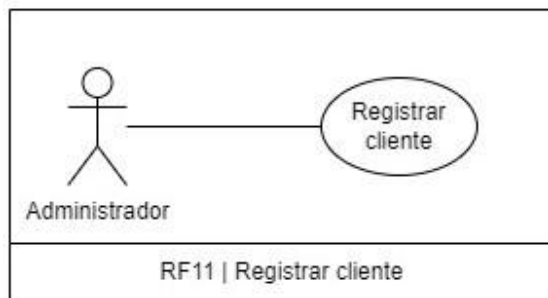 Registrar
cliente
Administrador
RF11 | Registrar cliente